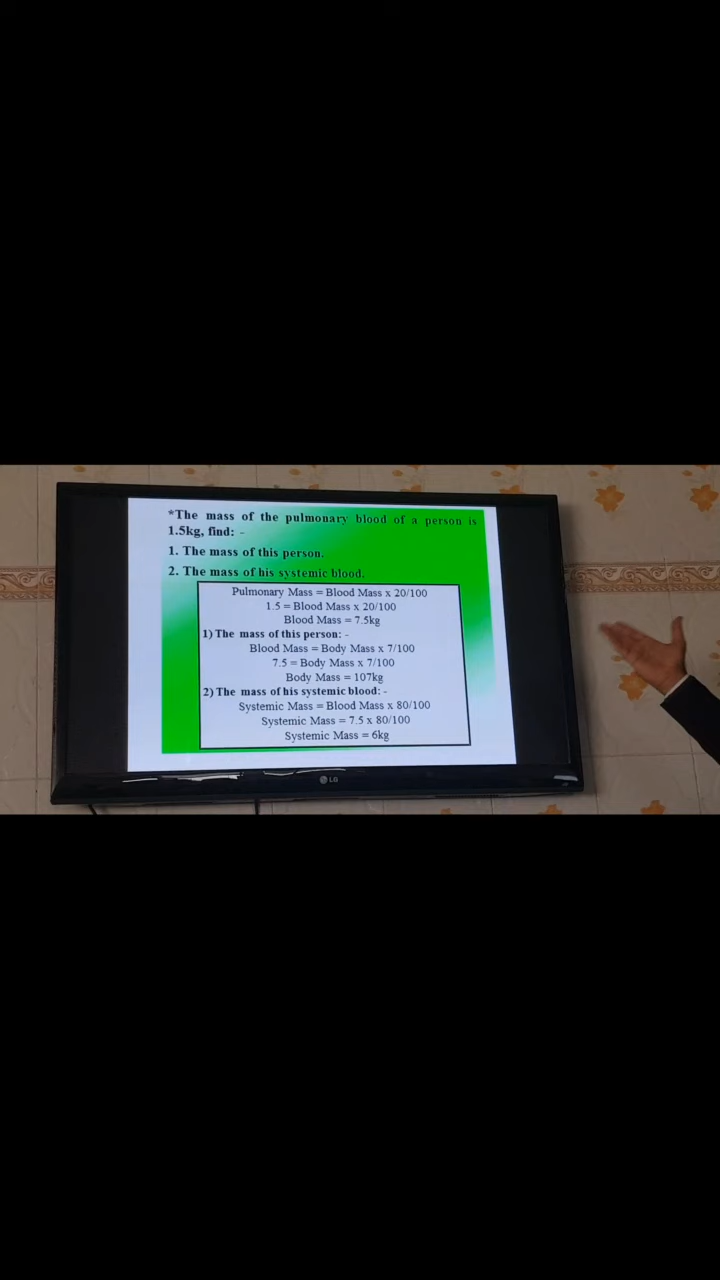 *The mass of the pulmonary blood of a person is
1.5kg, find: -
1. The mass of this person.
2. The mass of his systemic blood.
Pulmonary Mass = Blood Mass x 20/100
1.5 = Blood Mass x 20/100
Blood Mass = 7.5kg
1) The mass of this person: -
Blood Mass = Body Mass x 7/100
7.5 = Body Mass x 7/100
Body Mass = 107kg
2) The mass of his systemic blood: -
Systemic Mass = Blood Mass x 80/100
Systemic Mass = 7.5 x 80/100
Systemic Mass = 6kg
LG